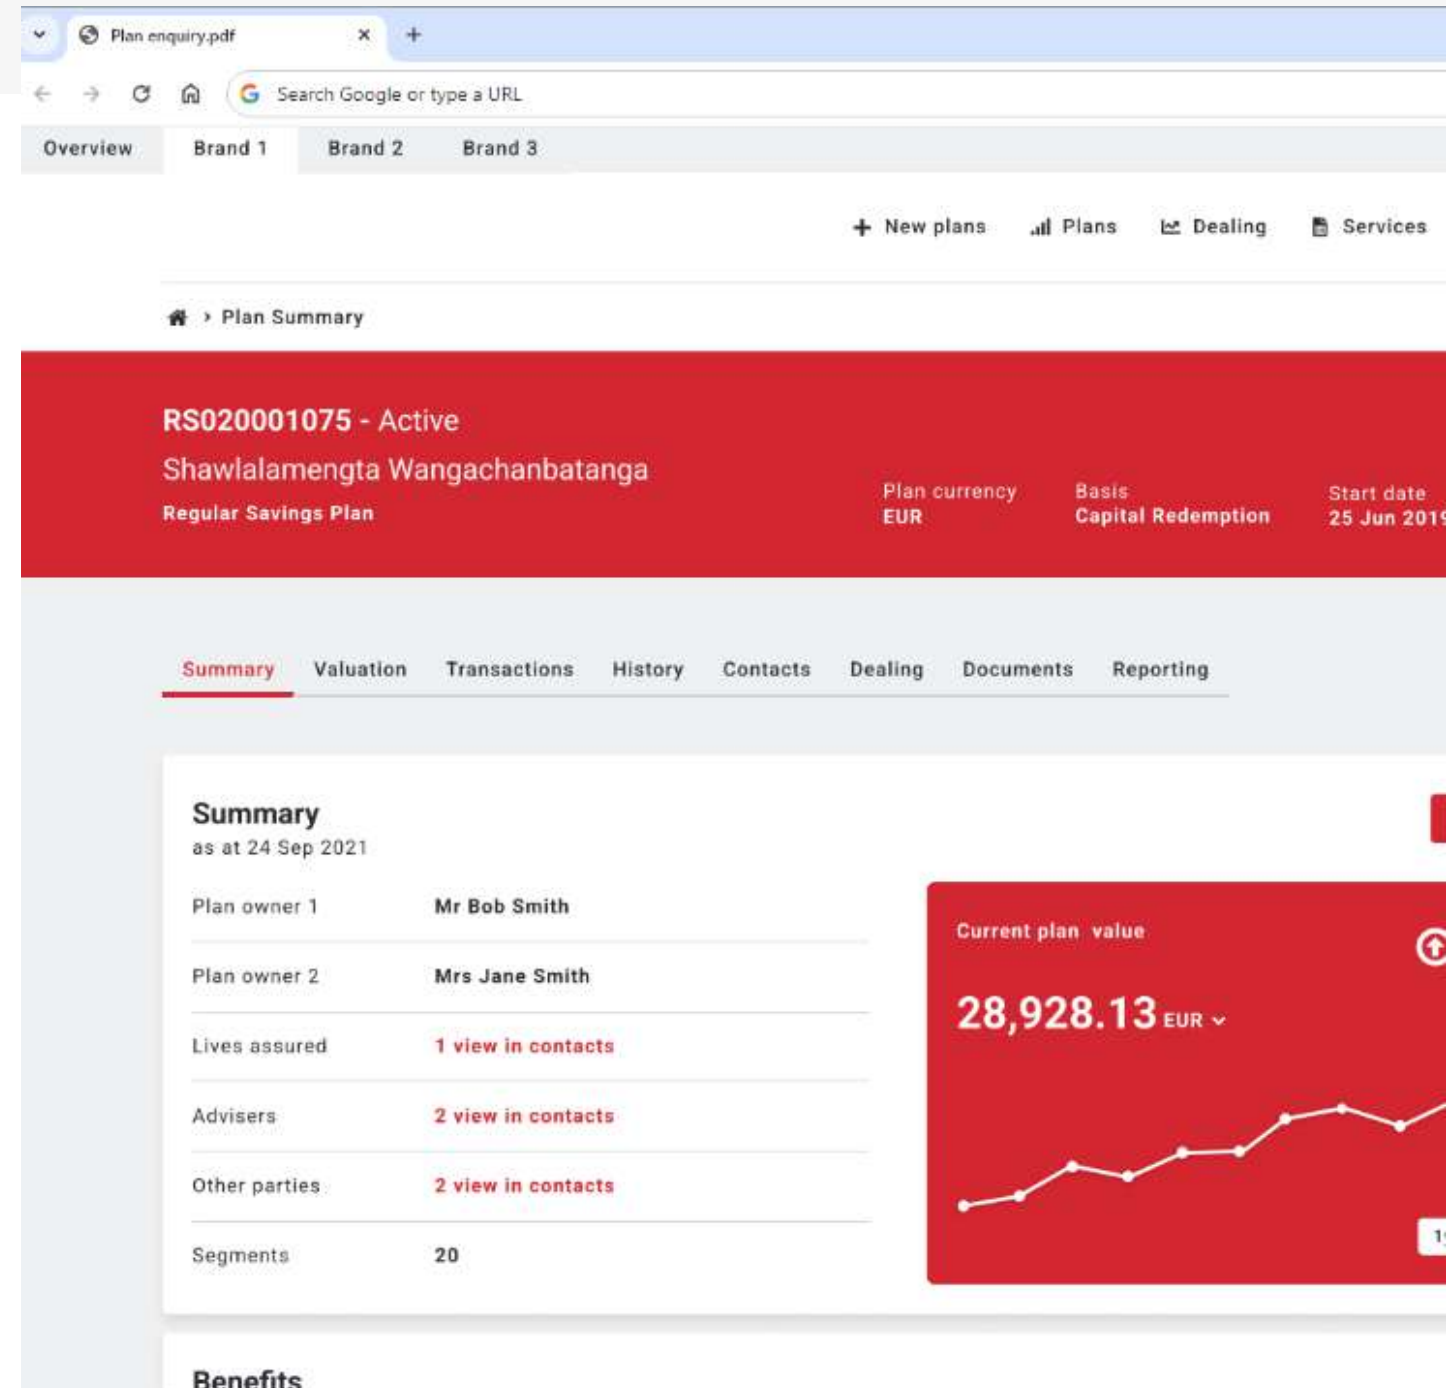 Plan enquiry.pdf
Search Google or type a URL
Overview Brand 1 Brand 2 Brand 3
New plans Plans Dealing Services
Plan Summary
RS020001075 - Active
Shawlalamengta Wangachanbatanga
Regular Savings Plan
Plan currency Basis Start date
EUR Capital Redemption 25 Jun 2019
Summary Valuation Transactions History Contacts Dealing Documents Reporting
Summary
as at 24 Sep 2021
Plan owner 1 Mr Bob Smith
Plan owner 2 Mrs Jane Smith
Lives assured 1 view in contacts
Advisers 2 view in contacts
Other parties 2 view in contacts
Segments 20
Current plan value
28,928.13 EUR
Benefits